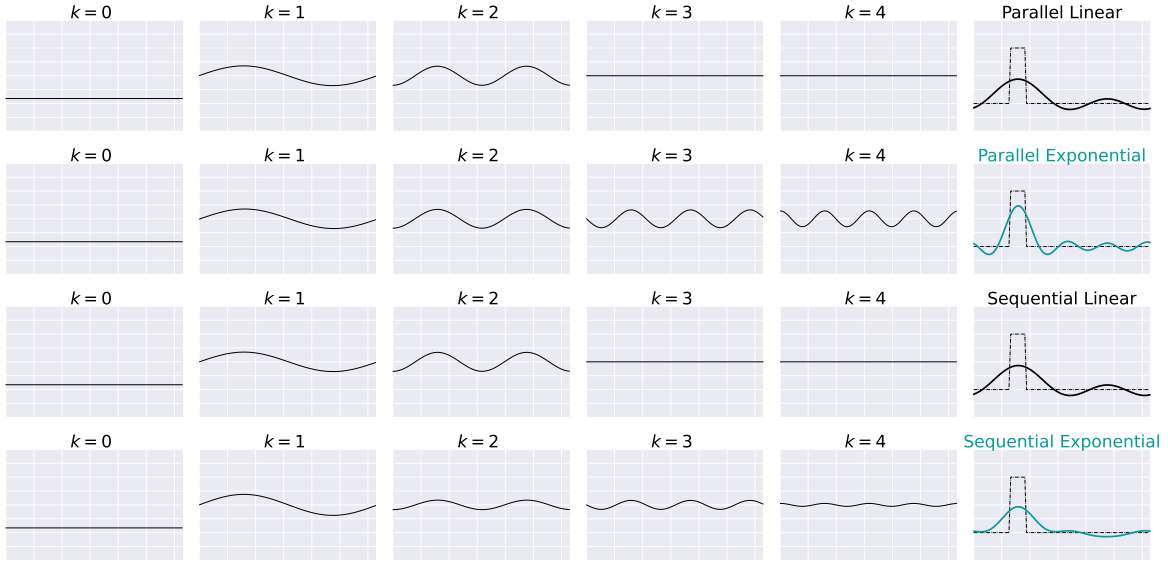 k = 0 k = 1 k = 2 k = 3 k = 4 Parallel Linear
k = 0 k = 1 k = 2 k = 3 k = 4 Parallel Exponential
k = 0 k = 1 k = 2 k = 3 k = 4 Sequential Linear
k = 0 k = 1 k = 2 k = 3 k = 4 Sequential Exponential